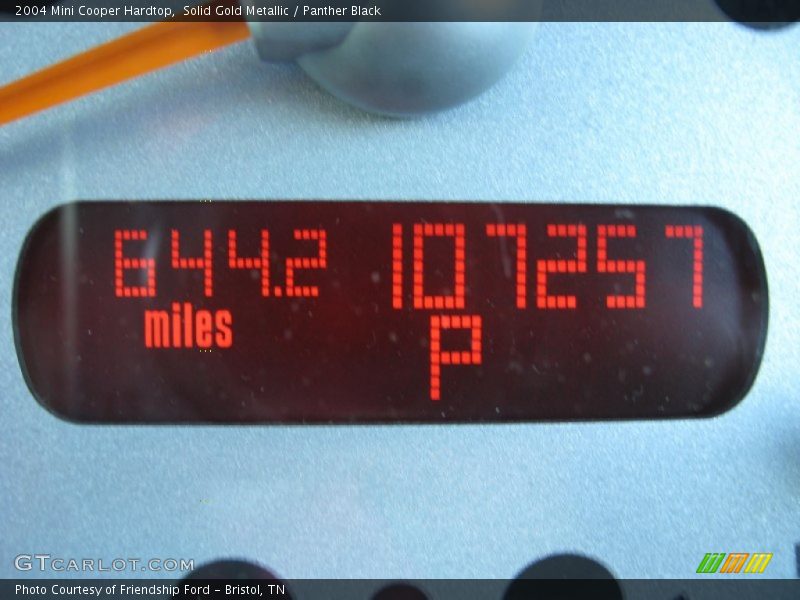 2004 Mini Cooper Hardtop, Solid Gold Metallic / Panther Black
644.2 107257
miles
P
GTCARLOT.COM
Photo Courtesy of Friendship Ford - Bristol, TN